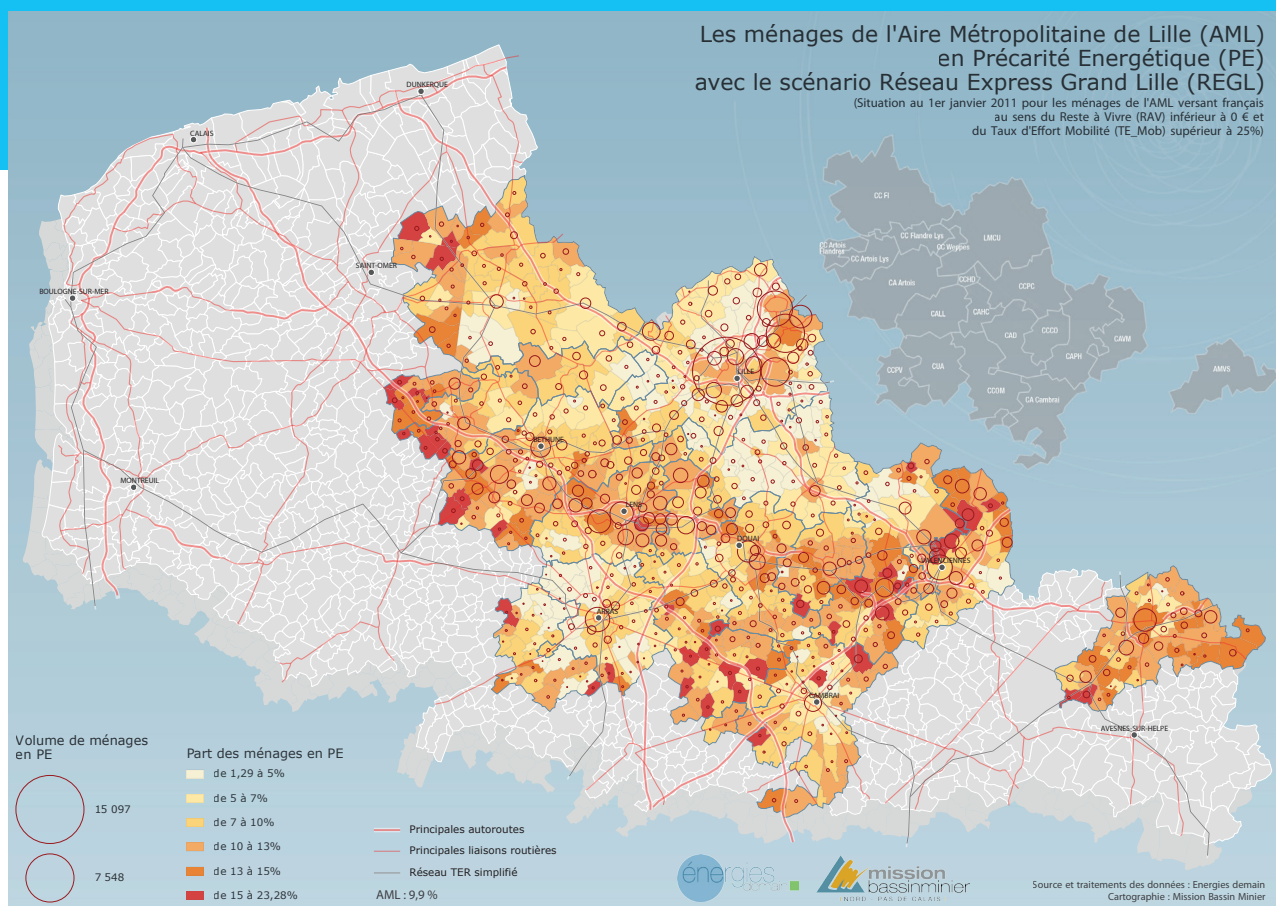 Les ménages de l'Aire Métropolitaine de Lille (AML)
en Précarité Energétique (PE)
avec le scénario Réseau Express Grand Lille (REGL)
(Situation au 1er janvier 2011 pour les ménages de l'AML versant français
au sens du Reste à Vivre (RAV) inférieur à 0 € et
du Taux d'Effort Mobilité (TE_Mob) supérieur à 25%)
DUNKERQUE
CALAIS
SAINT-OMER
BOULOGNE-SUR-MER
MONTREUIL
LILLE
BETHUNE
LENS
DOUAI
VALENCIENNES
ARRAS
CAMBRAI
AVESNES-SUR-HELPE
CC FI
CC Flandre Lys
CC Weppes
LMCU
CC Artois
Flandres
CC Artois Lys
CA Artois
CCHD
CCPC
CALL
CAHC
CAD
CCCO
CAPH
CAVM
AMVS
CCPV
CUA
CCOM
CA Cambrai
Volume de ménages
en PE
15 097
7 548
Part des ménages en PE
de 1,29 à 5%
de 5 à 7%
de 7 à 10%
de 10 à 13%
de 13 à 15%
de 15 à 23,28%
Principales autoroutes
Principales liaisons routières
Réseau TER simplifié
AML : 9,9 %
énergies
demain
mission
bassinminier
NORD - PAS DE CALAIS
Source et traitements des données : Energies demain
Cartographie : Mission Bassin Minier